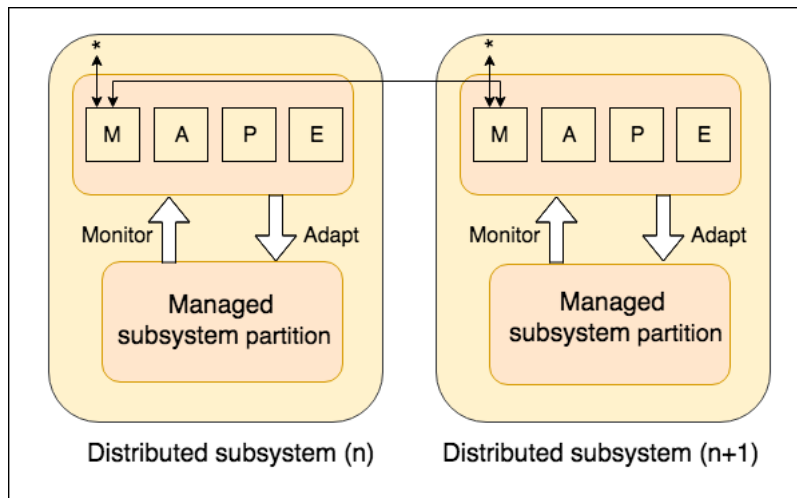 * *
M A P E M A P E
Monitor Adapt Monitor Adapt
Managed Managed
subsystem partition subsystem partition
Distributed subsystem (n) Distributed subsystem (n+1)